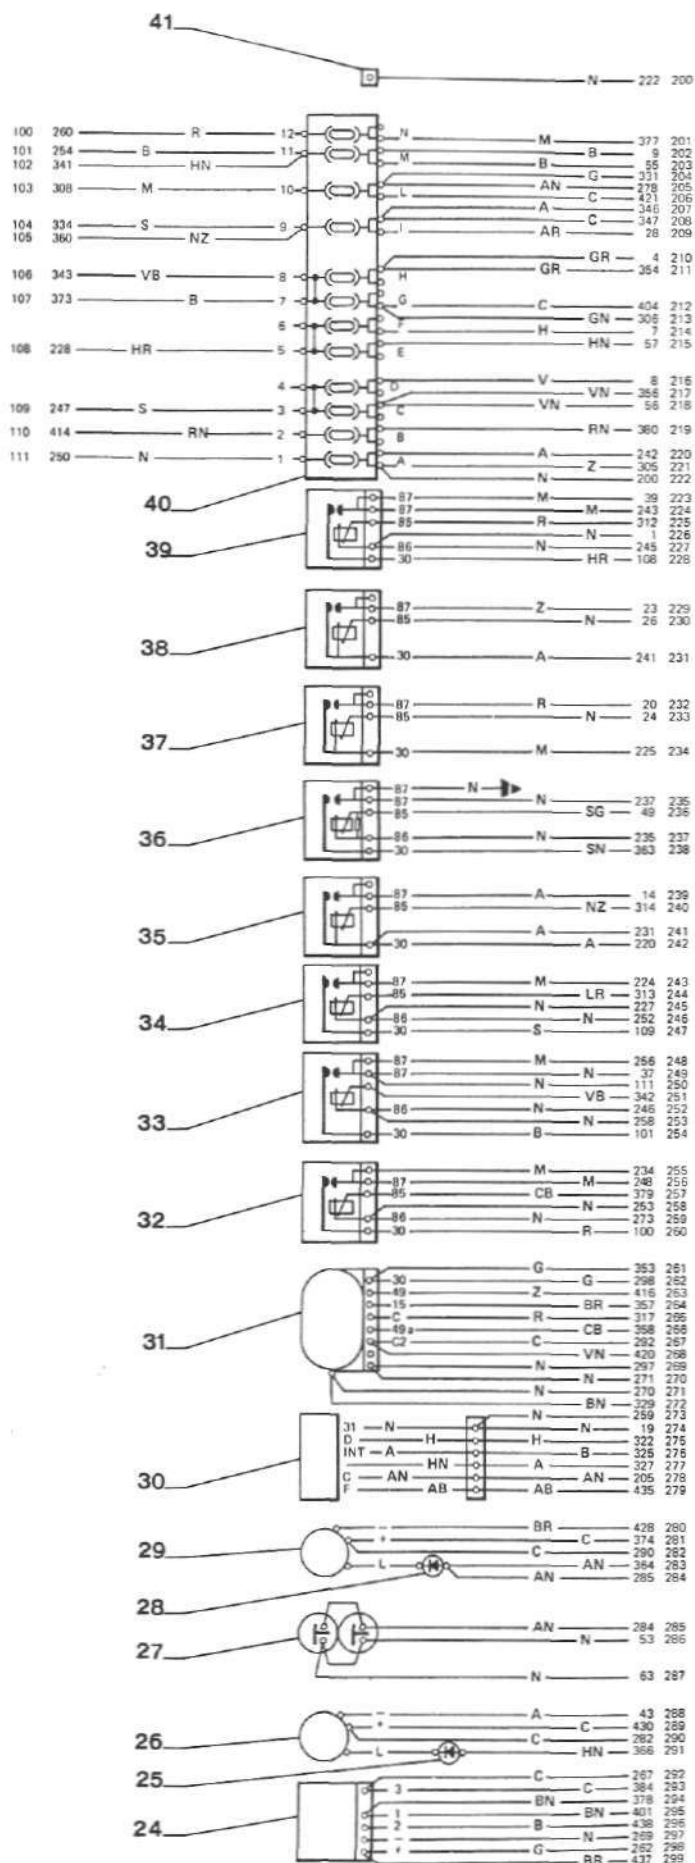 41
N 222 200
100 260 R 12 N M 377 201
101 254 B 11 M B 9 202
102 341 HN B 55 203
G 331 204
103 308 M 10 L AN 278 205
C 421 206
A 346 207
104 334 S 9 I C 347 208
105 360 NZ AR 28 209
GR 4 210
106 343 VB 8 H GR 354 211
107 373 B 7 G C 404 212
GN 306 213
6 F H 7 214
108 228 HR 5 E HN 57 215
4 D V 8 216
VN 356 217
109 247 S 3 C VN 56 218
110 414 RN 2 B RN 380 219
A 242 220
111 250 N 1 A Z 305 221
N 200 222
40
87 M 39 223
87 M 243 224
85 R 312 225
N 1 226
39 86 N 245 227
30 HR 108 228
87 Z 23 229
85 N 26 230
38 30 A 241 231
87 R 20 232
85 N 24 233
37 30 M 225 234
87 N
87 N 237 235
85 SG 49 236
36 86 N 235 237
30 SN 363 238
87 A 14 239
85 NZ 314 240
35 A 231 241
30 A 220 242
87 M 224 243
85 LR 313 244
34 N 227 245
86 N 252 246
30 S 109 247
87 M 256 248
87 N 37 249
N 111 250
VB 342 251
33 86 N 246 252
N 258 253
30 B 101 254
M 234 255
87 M 248 256
85 CB 379 257
32 N 253 258
86 N 273 259
30 R 100 260
G 353 261
30 G 298 262
49 Z 416 263
15 BR 357 264
C R 317 265
49a CB 358 266
31 C2 C 292 267
VN 420 268
N 297 269
N 271 270
N 270 271
BN 329 272
N 259 273
31 N N 19 274
D H H 322 275
INT A B 325 276
30 HN A 327 277
C AN AN 205 278
F AB AB 435 279
− BR 428 280
29 + C 374 281
C 290 282
L AN 364 283
AN 285 284
28
27 AN 284 285
N 53 286
N 63 287
− A 43 288
26 + C 430 289
C 282 290
L HN 366 291
25
C 267 292
3 C 384 293
BN 378 294
1 BN 401 295
24 2 B 438 296
− N 269 297
+ G 262 298
BR 437 299